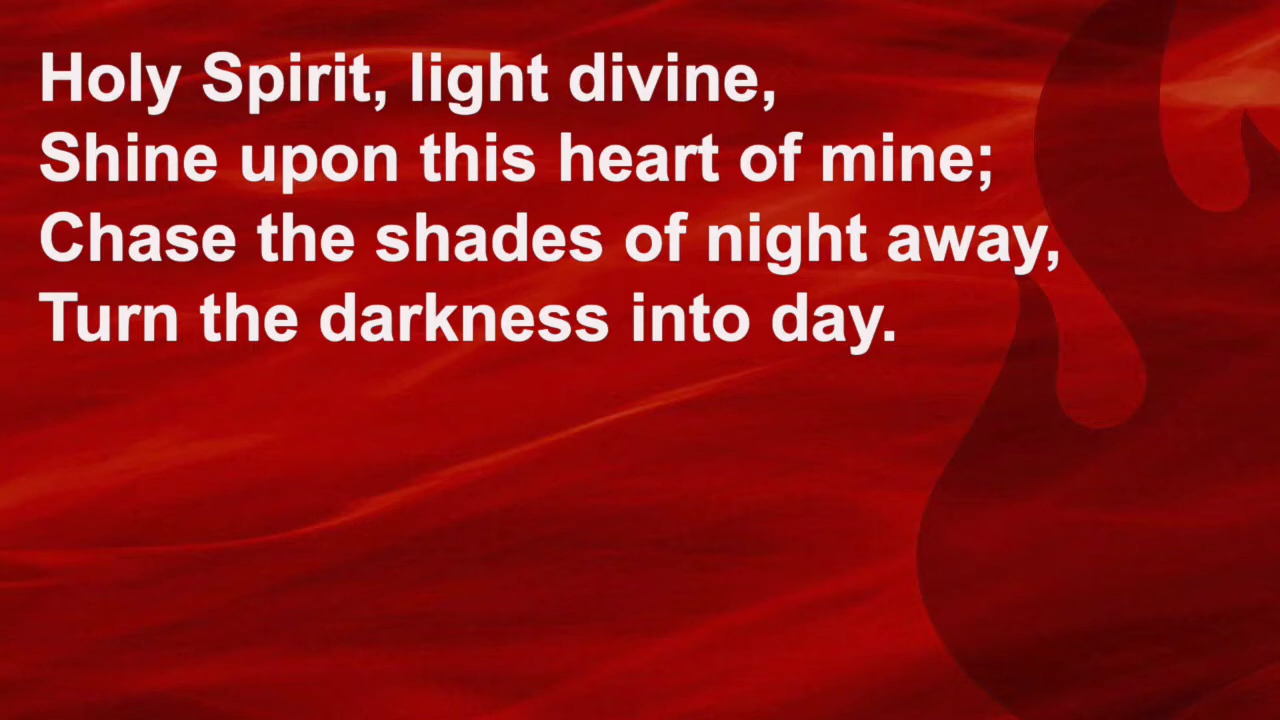 Holy Spirit, light divine,
Shine upon this heart of mine;
Chase the shades of night away,
Turn the darkness into day.